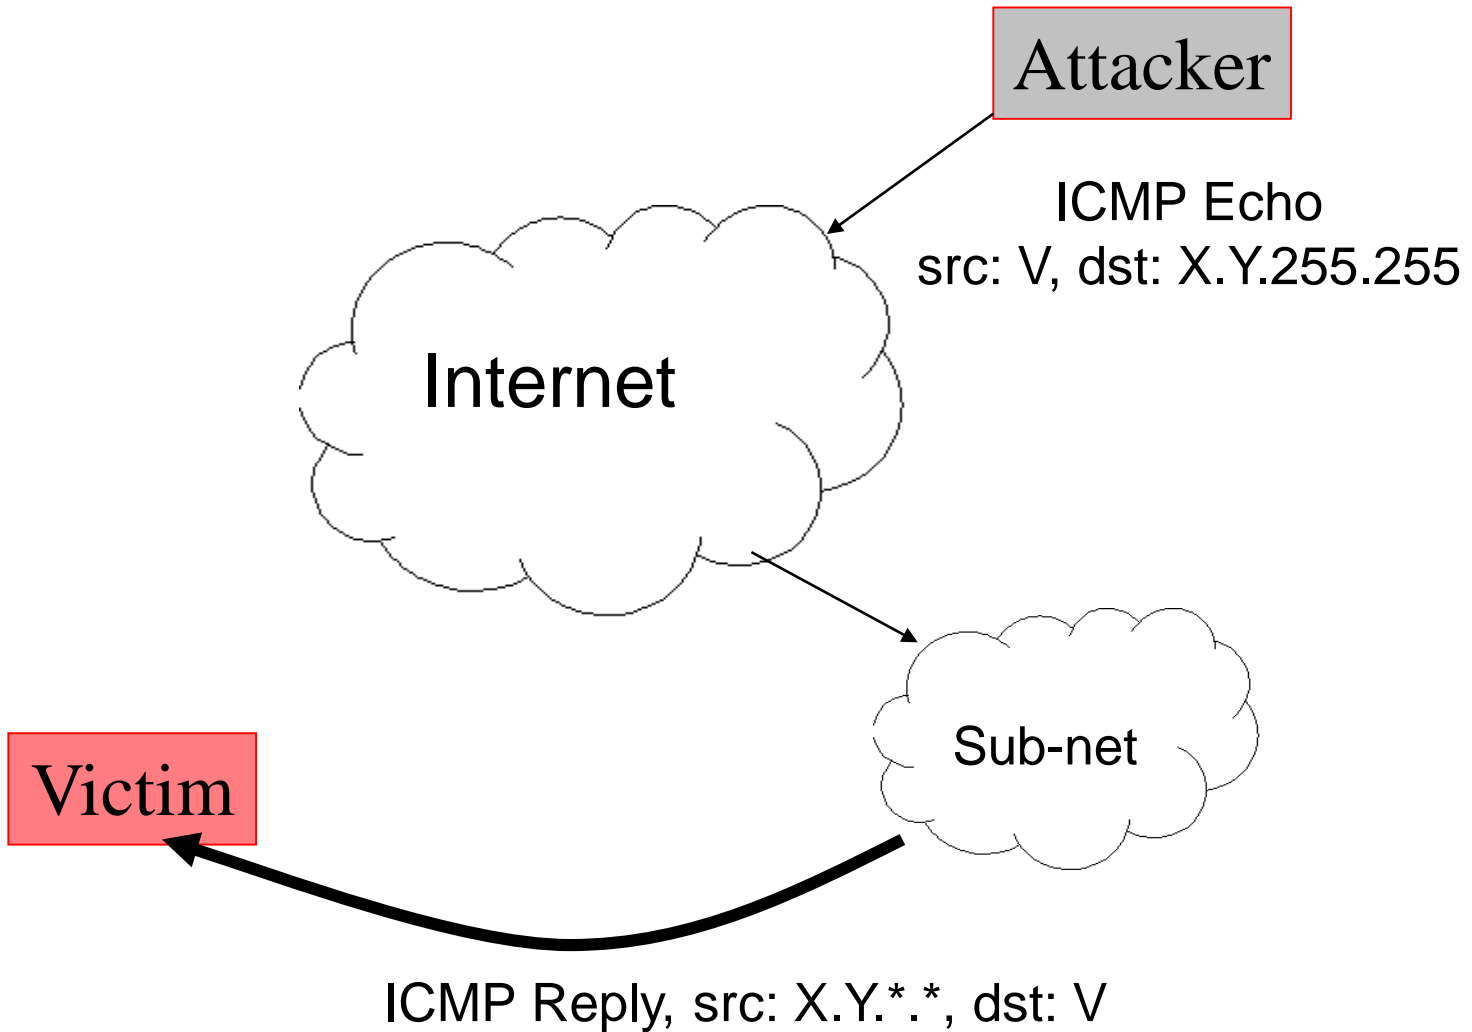 Attacker
ICMP Echo
src: V, dst: X.Y.255.255
Internet
Sub-net
Victim
ICMP Reply, src: X.Y.*.*, dst: V